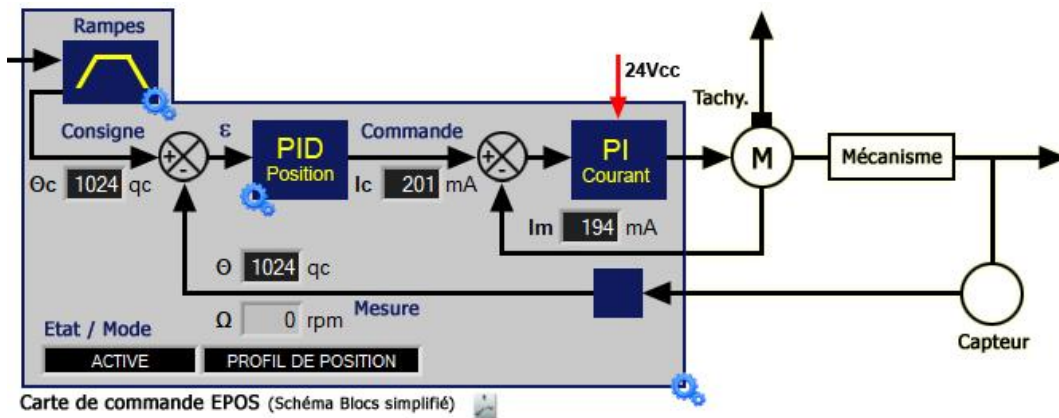 Rampes
24Vcc
Tachy.
Consigne
ε
PID
Position
Commande
PI
Courant
M
Mécanisme
Θc 1024 qc
Ic 201 mA
Im 194 mA
Θ 1024 qc
Ω 0 rpm
Mesure
Capteur
Etat / Mode
ACTIVE
PROFIL DE POSITION
Carte de commande EPOS (Schéma Blocs simplifié)